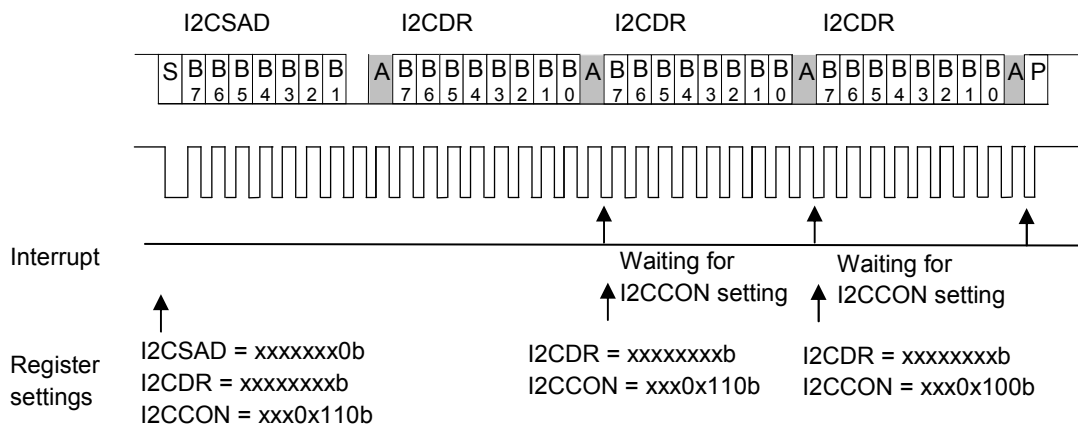 I2CSAD I2CDR I2CDR I2CDR
S B7 B6 B5 B4 B3 B2 B1 A B7 B6 B5 B4 B3 B2 B1 B0 A B7 B6 B5 B4 B3 B2 B1 B0 A B7 B6 B5 B4 B3 B2 B1 B0 A P
Interrupt
Waiting for
I2CCON setting
Waiting for
I2CCON setting
Register
settings
I2CSAD = xxxxxxx0b
I2CDR = xxxxxxxxb
I2CCON = xxx0x110b
I2CDR = xxxxxxxxb
I2CCON = xxx0x110b
I2CDR = xxxxxxxxb
I2CCON = xxx0x100b